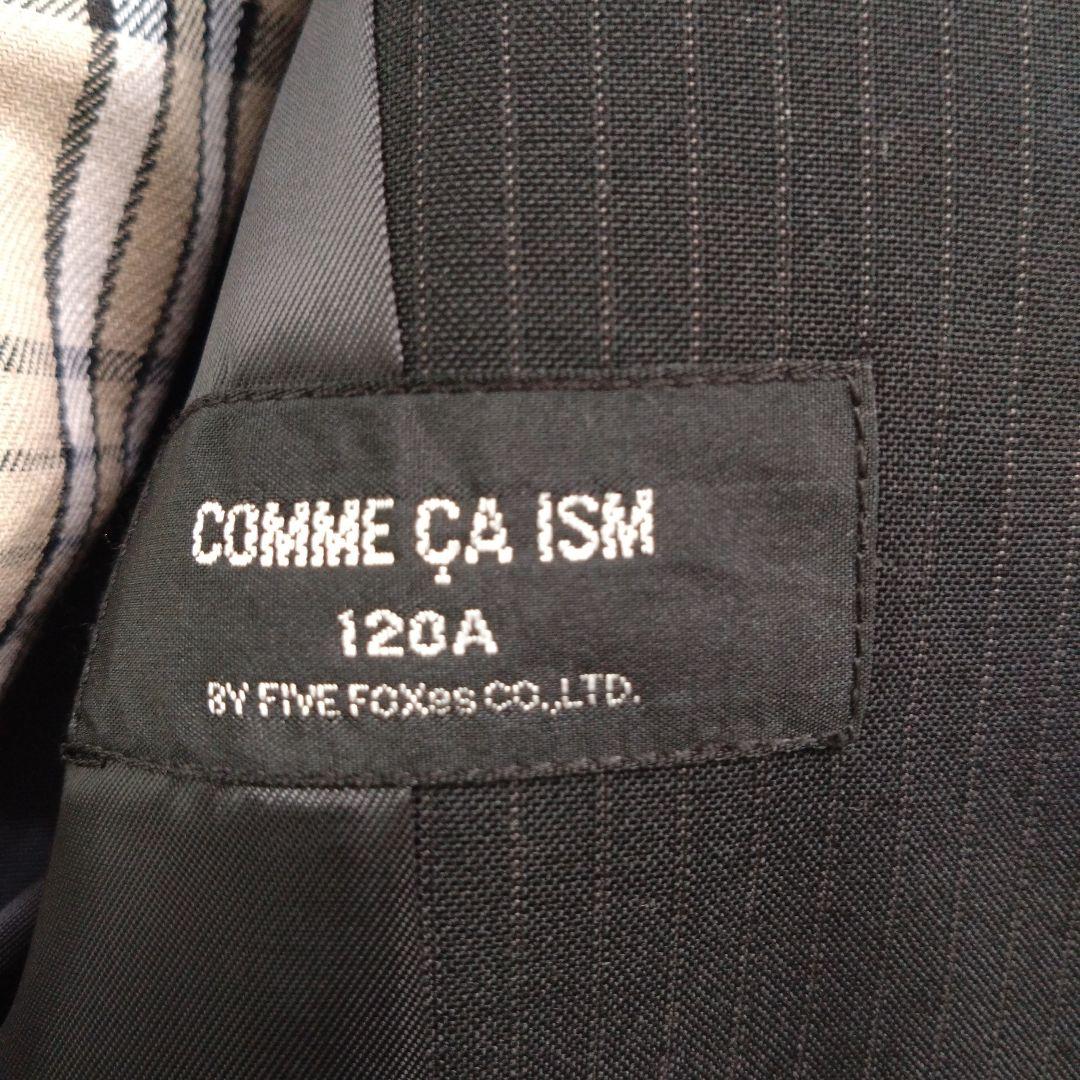 COMME ÇA ISM
120A
BY FIVE FOXes CO.,LTD.